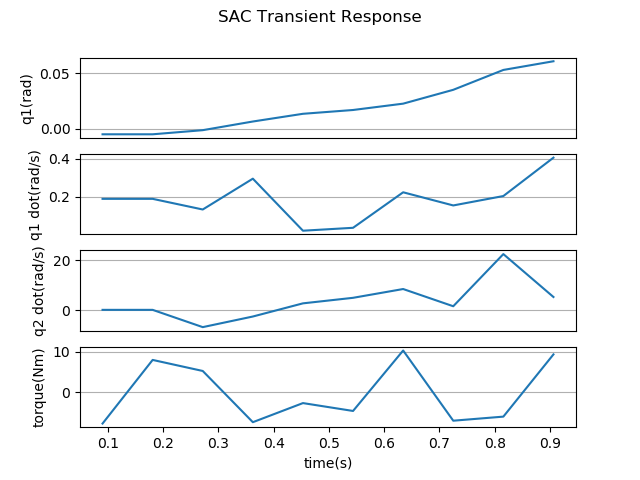 SAC Transient Response
q1(rad)
0.05
0.00
q1 dot(rad/s)
0.4
0.2
q2 dot(rad/s)
20
0
torque(Nm)
10
0
0.1 0.2 0.3 0.4 0.5 0.6 0.7 0.8 0.9
time(s)